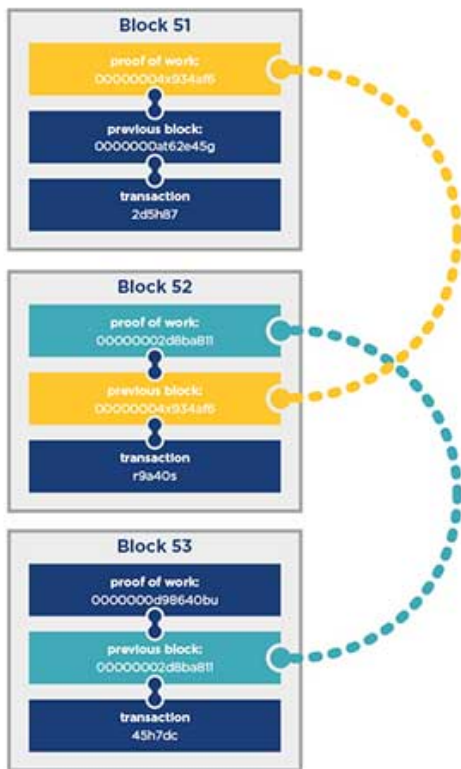 Block 51
proof of work:
00000004x934af6
previous block:
0000000at62e45g
transaction
2d5h87
Block 52
proof of work:
00000002d8ba811
previous block:
00000004x934af6
transaction
r9a40s
Block 53
proof of work:
0000000d98640bu
previous block:
00000002d8ba811
transaction
45h7dc